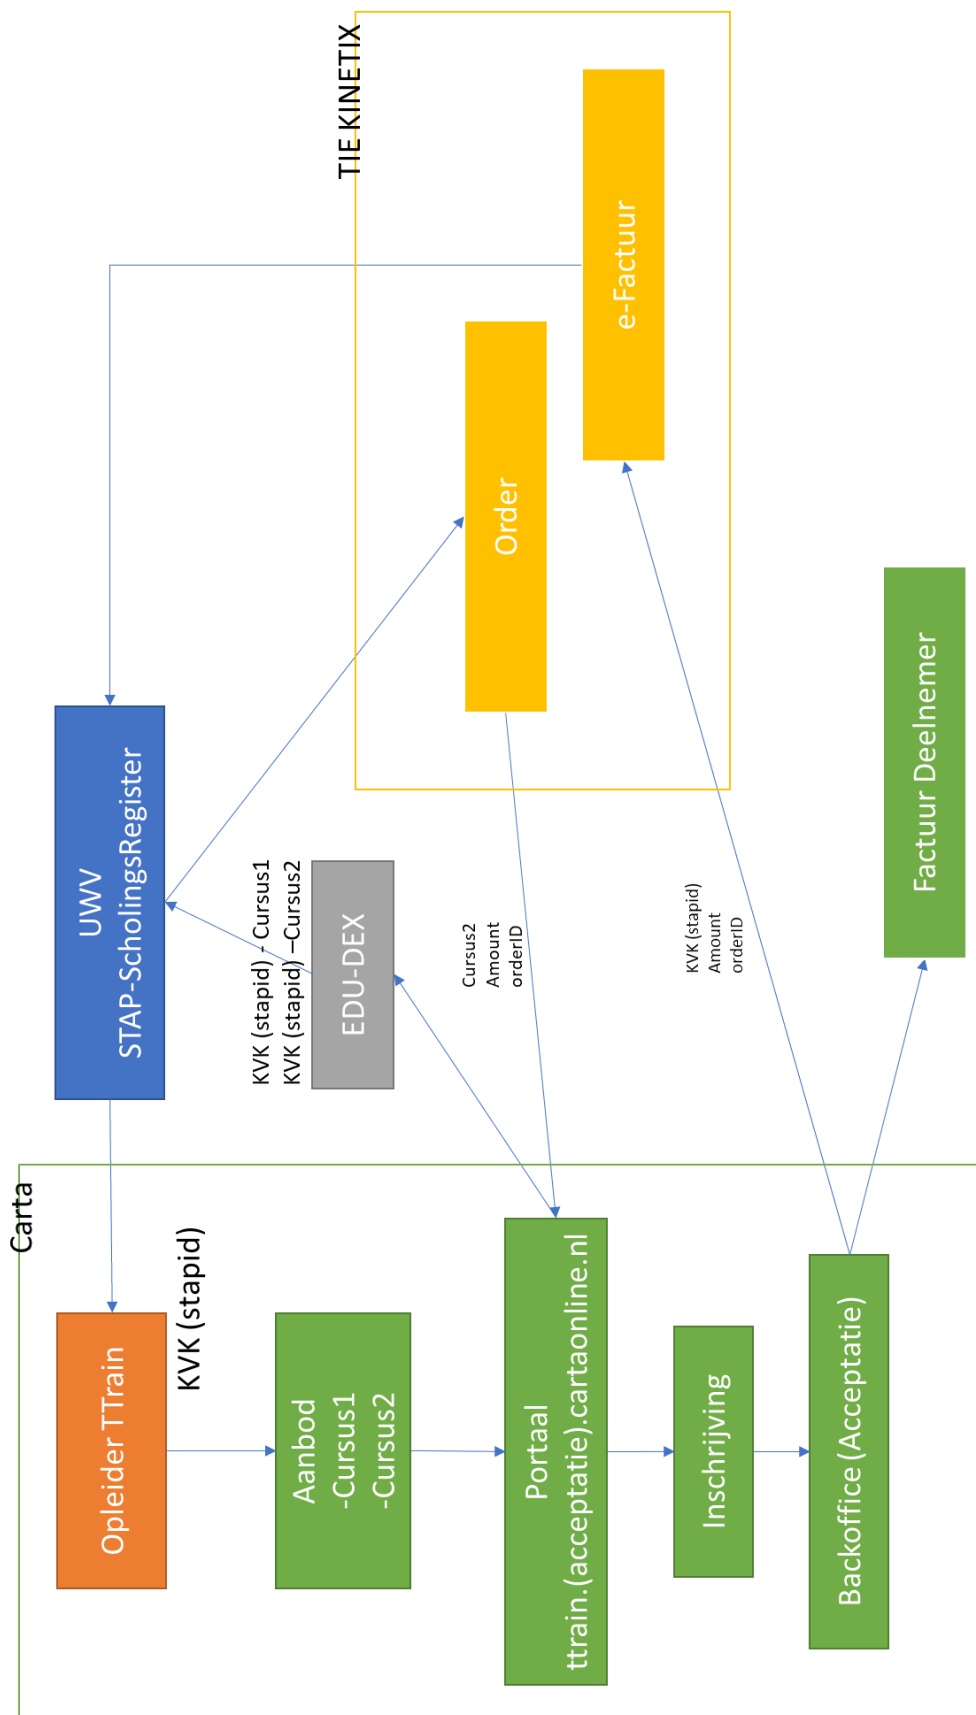 Carta
Opleider TTrain
KVK (stapid)
Aanbod
-Cursus1
-Cursus2
Portaal
ttrain.(acceptatie).cartaonline.nl
Inschrijving
Backoffice (Acceptatie)
UWV
STAP-ScholingsRegister
KVK (stapid) - Cursus1
KVK (stapid) –Cursus2
EDU-DEX
Cursus2
Amount
orderID
KVK (stapid)
Amount
orderID
Factuur Deelnemer
TIE KINETIX
Order
e-Factuur